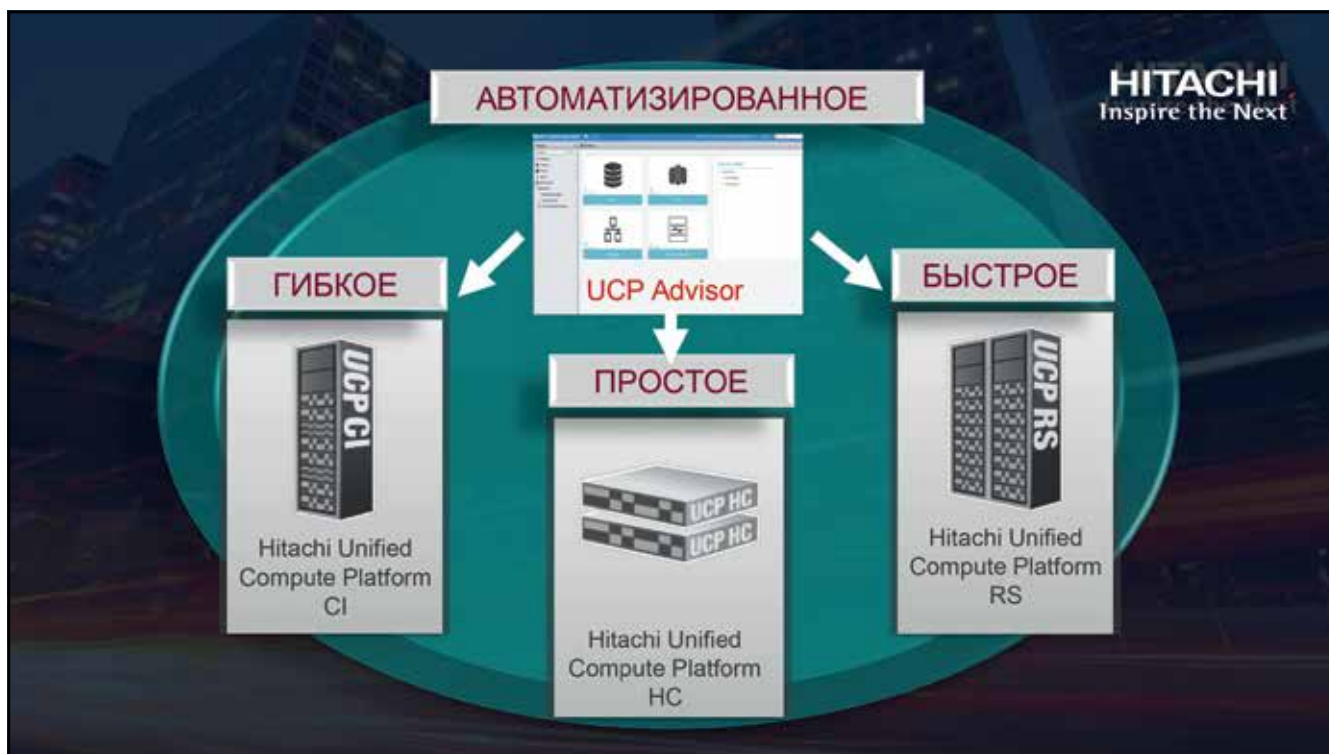 HITACHI
Inspire the Next
АВТОМАТИЗИРОВАННОЕ
UCP Advisor
ГИБКОЕ
UCP CI
Hitachi Unified
Compute Platform
CI
ПРОСТОЕ
UCP HC
UCP HC
Hitachi Unified
Compute Platform
HC
БЫСТРОЕ
UCP RS
Hitachi Unified
Compute Platform
RS